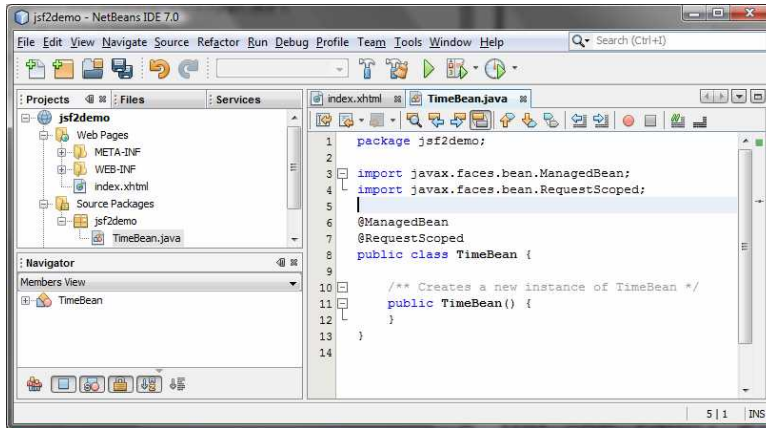 jsf2demo - NetBeans IDE 7.0
File Edit View Navigate Source Refactor Run Debug Profile Team Tools Window Help
Search (Ctrl+I)
Projects Files Services
index.xhtml TimeBean.java
jsf2demo
Web Pages
META-INF
WEB-INF
index.xhtml
Source Packages
jsf2demo
TimeBean.java
Navigator
Members View
TimeBean
1 package jsf2demo;
2
3 import javax.faces.bean.ManagedBean;
4 import javax.faces.bean.RequestScoped;
5
6 @ManagedBean
7 @RequestScoped
8 public class TimeBean {
9
10 /** Creates a new instance of TimeBean */
11 public TimeBean() {
12 }
13 }
14
5 | 1 INS